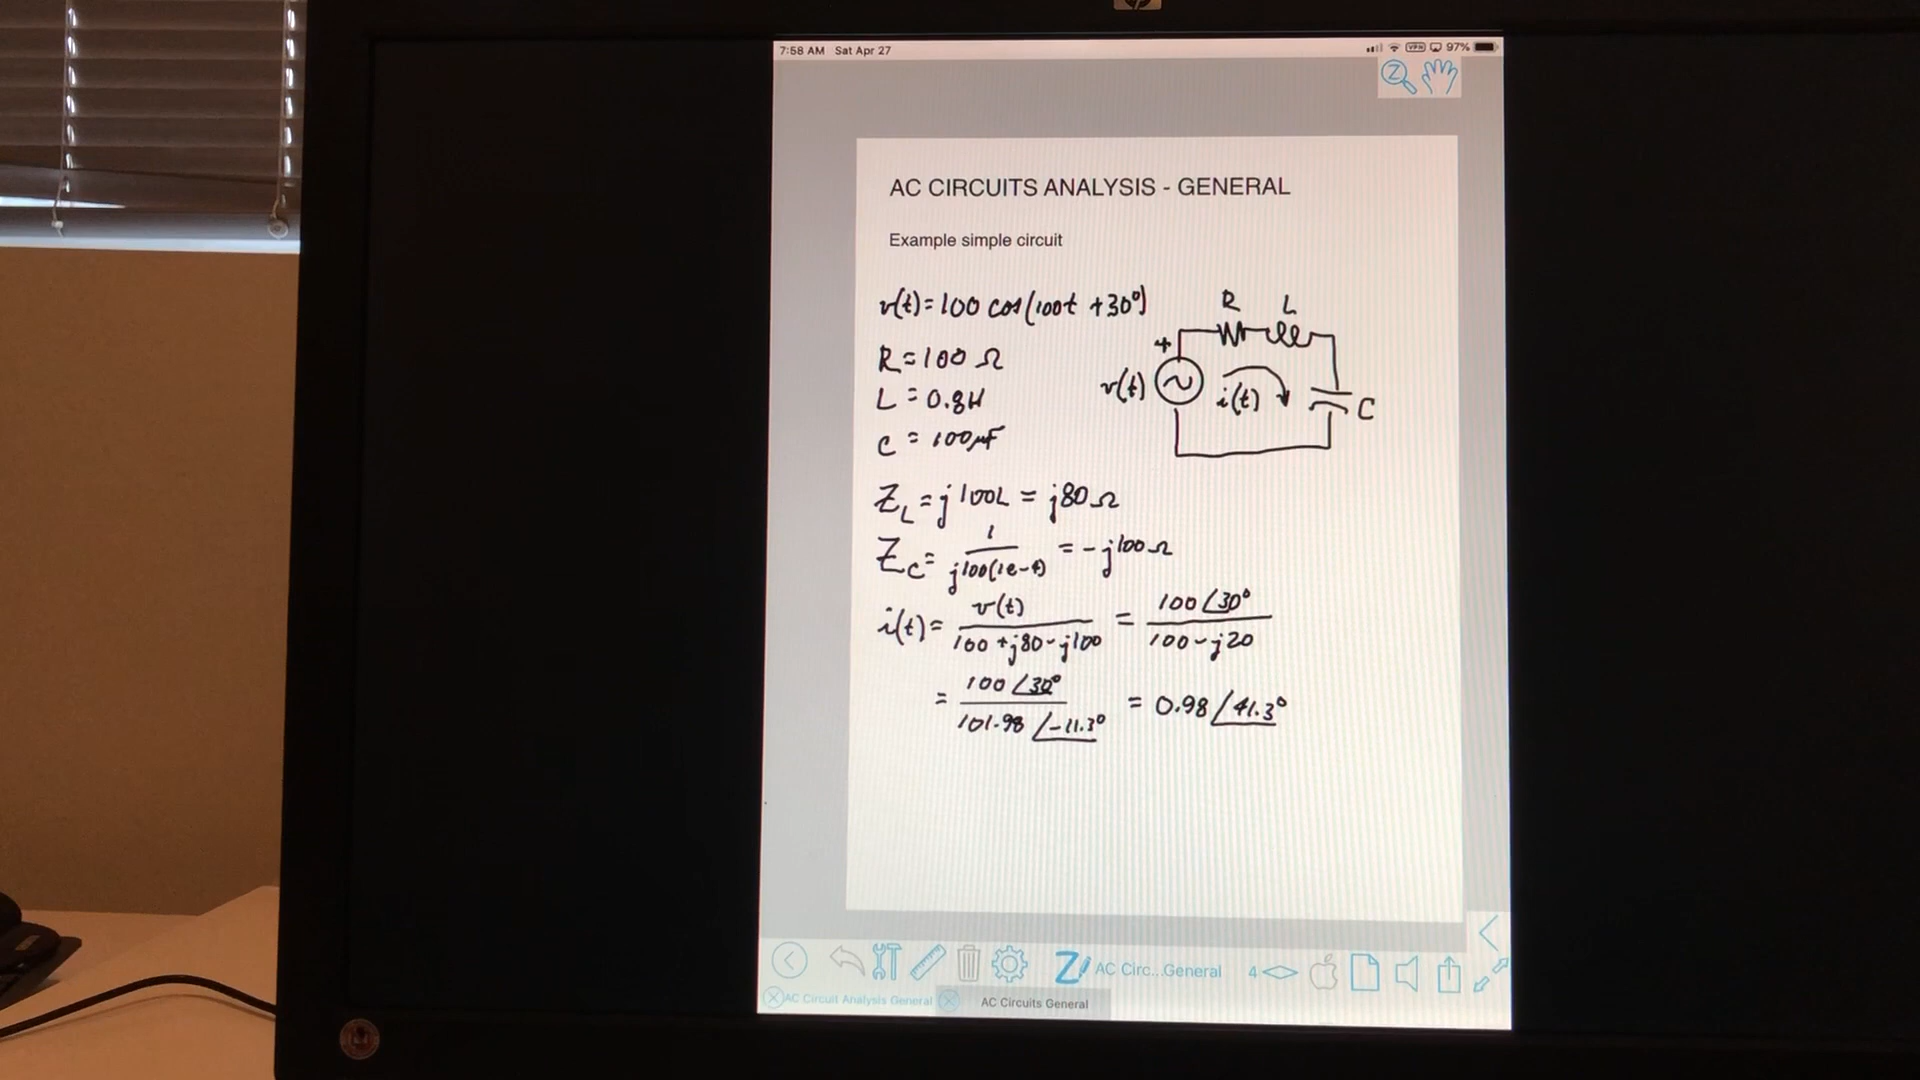 7:58 AM Sat Apr 27
VPN 97%
Z
AC CIRCUITS ANALYSIS - GENERAL
Example simple circuit
v(t)=100 cos(100t +30°)
R L
R=100 Ω
+
v(t) i(t) C
L=0.8H
C=100μF
Z_L=j100L=j80Ω
Z_C=1/j100(1e-4)=-j100Ω
i(t)=v(t)/100+j80-j100=100∠30°/100-j20
=100∠30°/101.98∠-11.3°=0.98∠41.3°
Z AC Circ...General 4
AC Circuit Analysis General AC Circuits General